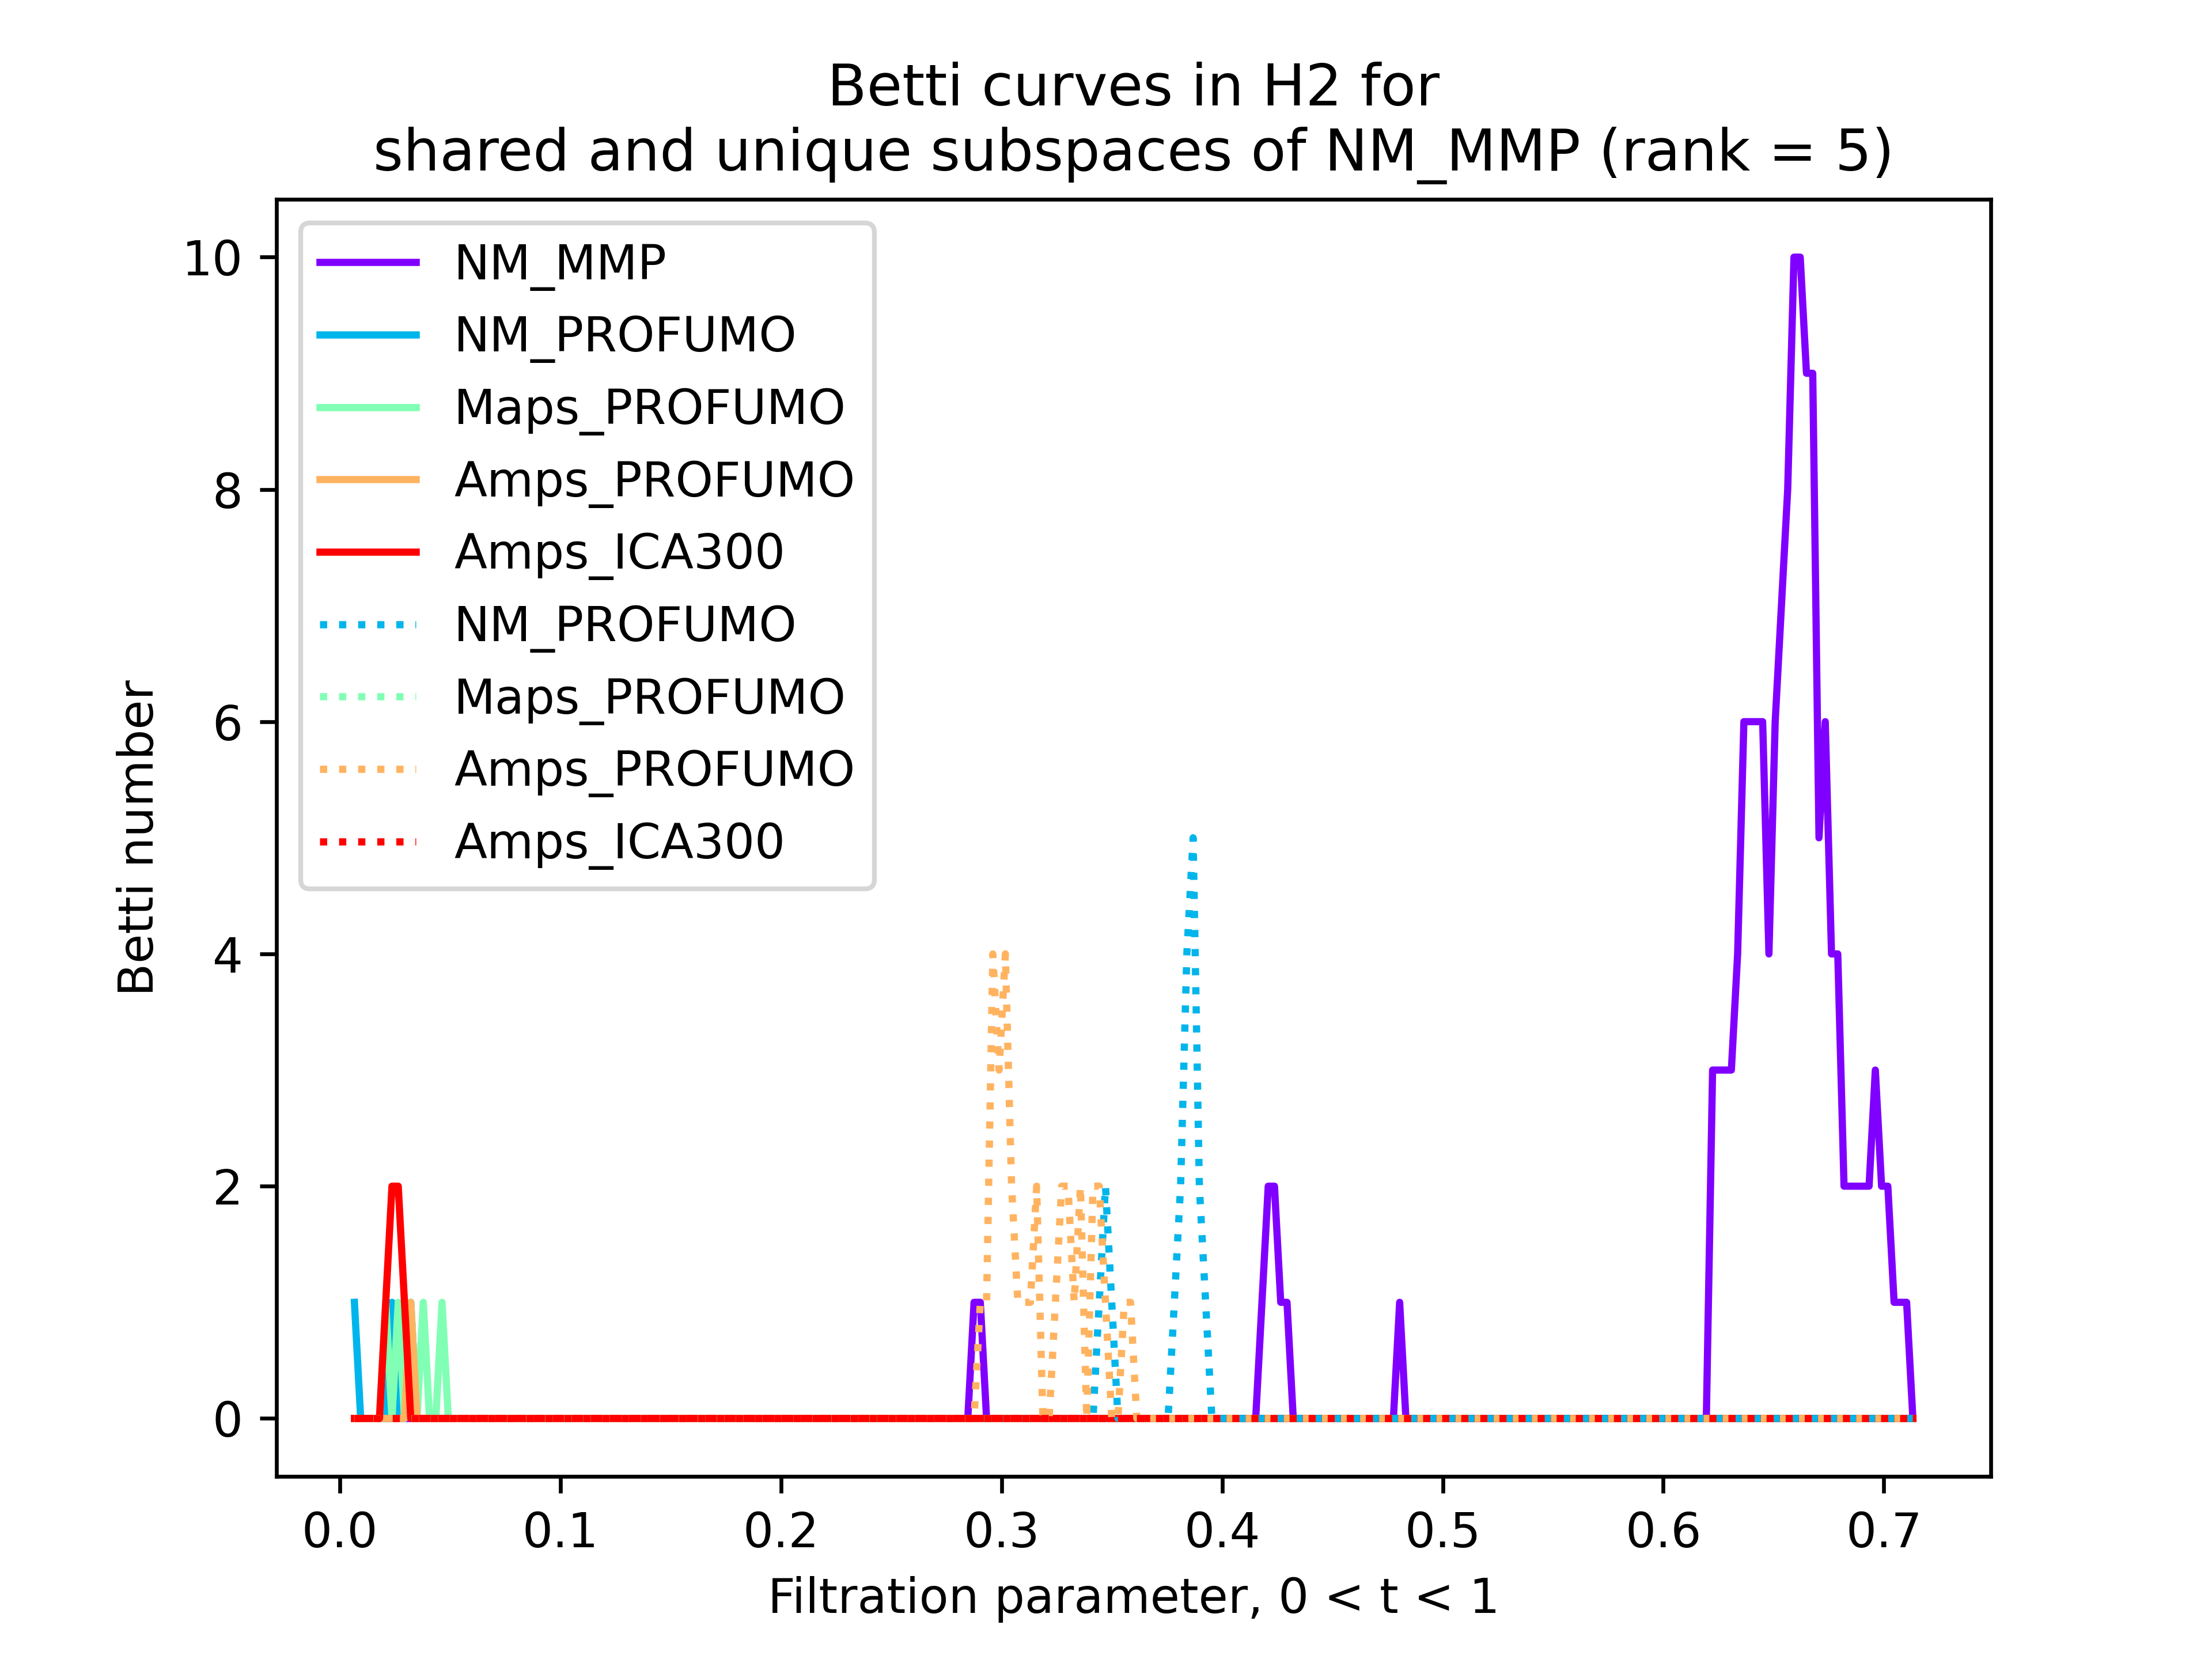 Betti curves in H2 for
shared and unique subspaces of NM_MMP (rank = 5)
NM_MMP
NM_PROFUMO
Maps_PROFUMO
Amps_PROFUMO
Amps_ICA300
NM_PROFUMO
Maps_PROFUMO
Amps_PROFUMO
Amps_ICA300
Betti number
10
8
6
4
2
0
0.0 0.1 0.2 0.3 0.4 0.5 0.6 0.7
Filtration parameter, 0 < t < 1